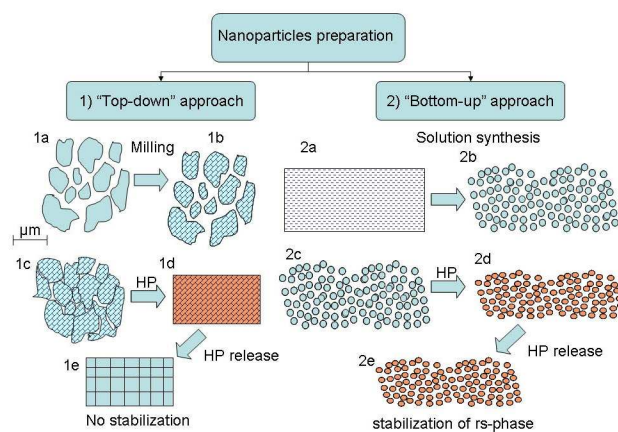 Nanoparticles preparation
1) “Top-down” approach
2) “Bottom-up” approach
Solution synthesis
1a
Milling
1b
2a
2b
µm
1c
HP
1d
2c
HP
2d
HP release
HP release
1e
2e
No stabilization
stabilization of rs-phase